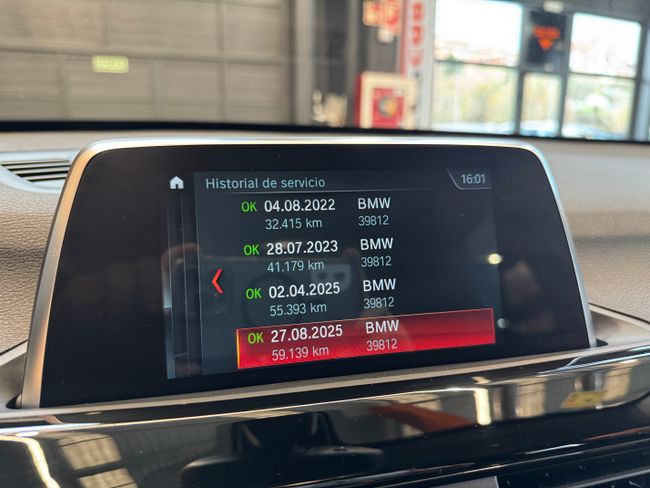 Historial de servicio
16:01
OK 04.08.2022 BMW
32.415 km 39812
OK 28.07.2023 BMW
41.179 km 39812
OK 02.04.2025 BMW
55.393 km 39812
OK 27.08.2025 BMW
59.139 km 39812